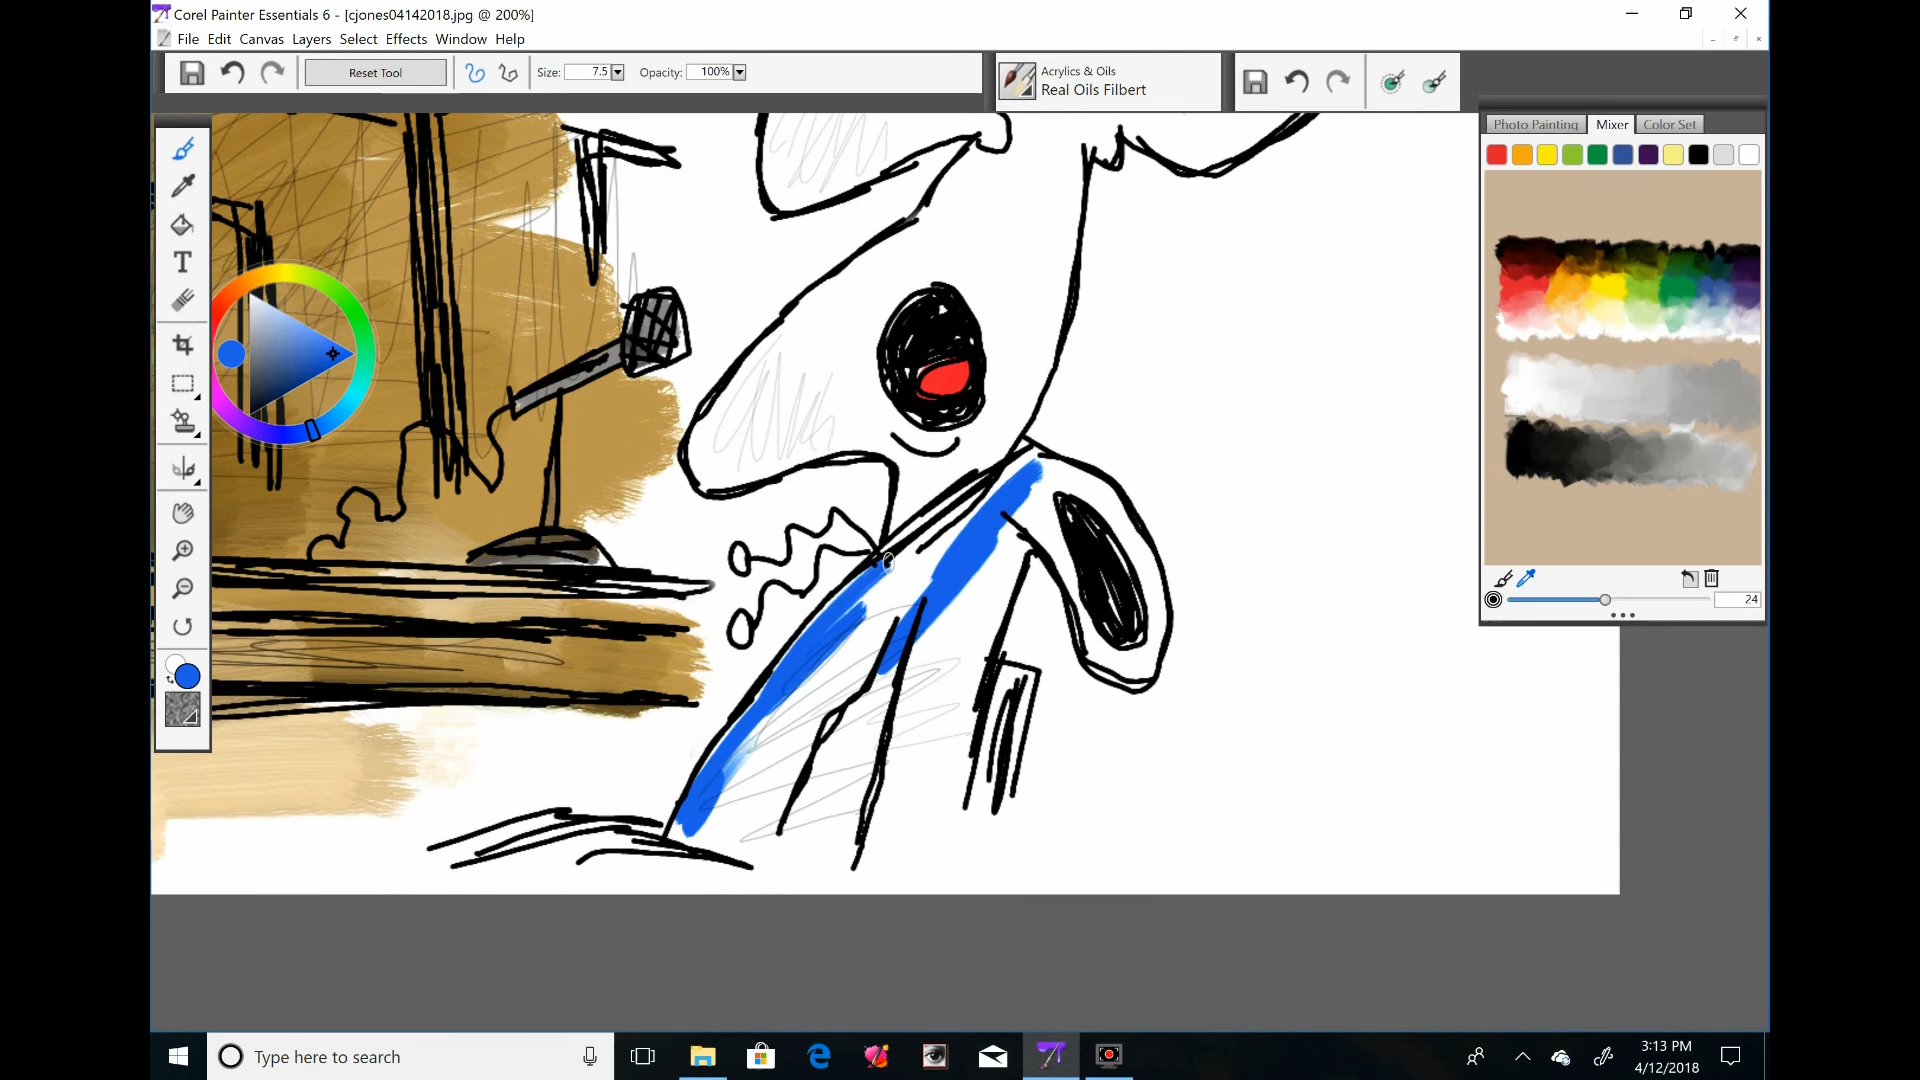 Corel Painter Essentials 6 - [cjones04142018.jpg @ 200%]
File Edit Canvas Layers Select Effects Window Help
Reset Tool Size: 7.5 Opacity: 100%
Acrylics & Oils
Real Oils Filbert
Photo Painting Mixer Color Set
T
24
Type here to search
3:13 PM
4/12/2018